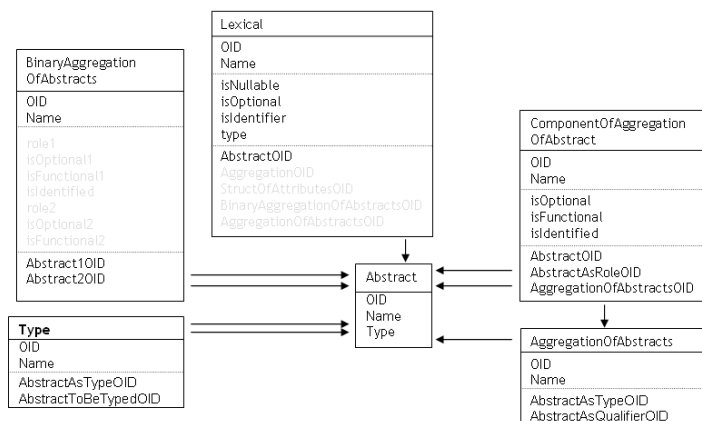 BinaryAggregation
OfAbstracts
OID
Name
role1
isOptional1
isFunctional1
isIdentified
role2
isOptional2
isFunctional2
Abstract1OID
Abstract2OID
Lexical
OID
Name
isNullable
isOptional
isIdentifier
type
AbstractOID
AggregationOID
StructOfAttributesOID
BinaryAggregationOfAbstractsOID
AggregationOfAbstractsOID
ComponentOfAggregation
OfAbstract
OID
Name
isOptional
isFunctional
isIdentified
AbstractOID
AbstractAsRoleOID
AggregationOfAbstractsOID
Abstract
OID
Name
Type
Type
OID
Name
AbstractAsTypeOID
AbstractToBeTypedOID
AggregationOfAbstracts
OID
Name
AbstractAsTypeOID
AbstractAsQualifierOID